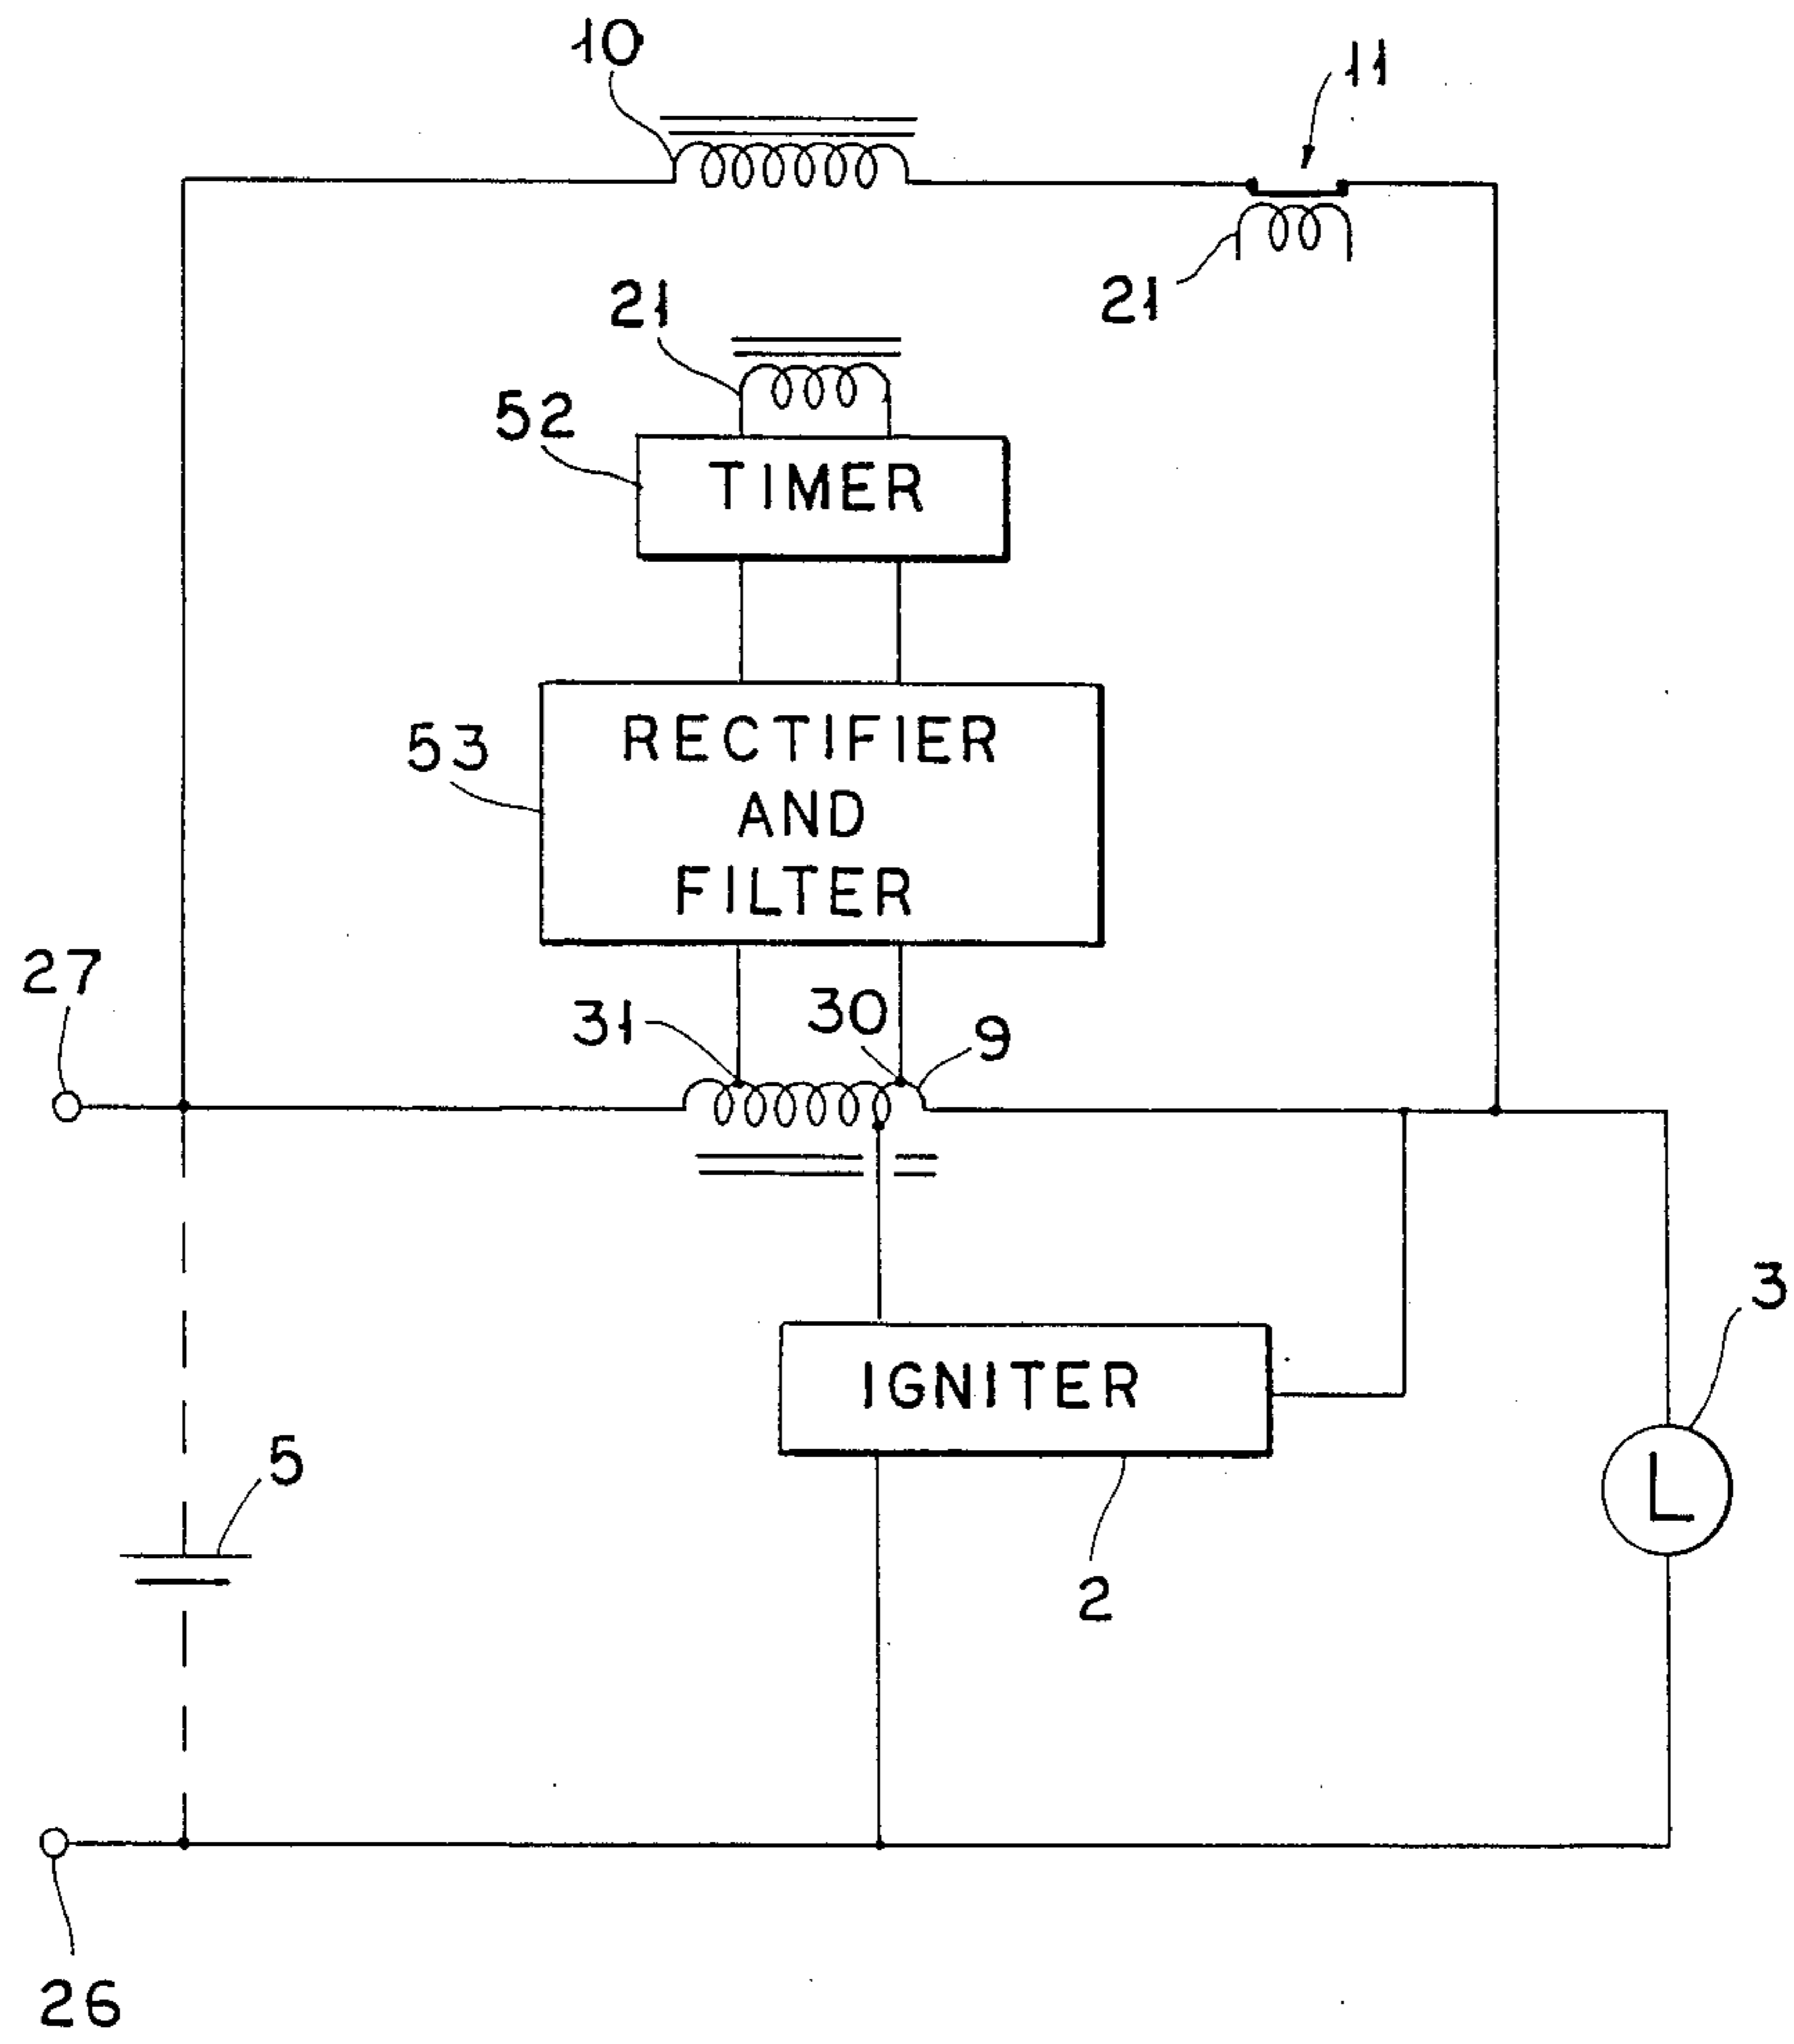 10
11
21
21
52
TIMER
53
RECTIFIER
AND
FILTER
27
31
30
9
3
IGNITER
5
L
2
26